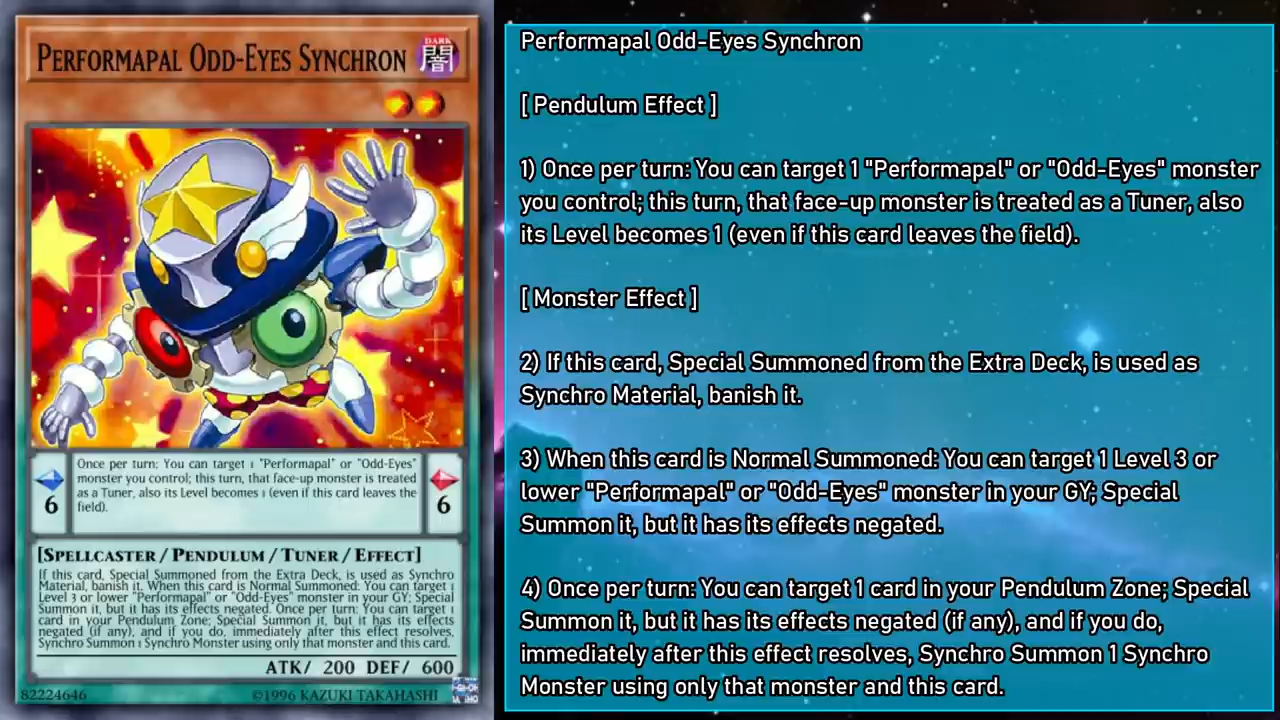 PERFORMAPAL ODD-EYES SYNCHRON
DARK
闇
Once per turn: You can target 1 "Performapal" or "Odd-Eyes"
monster you control; this turn, that face-up monster is treated
as a Tuner, also its Level becomes 1 (even if this card leaves the
field).
6
6
[SPELLCASTER / PENDULUM / TUNER / EFFECT]
If this card, Special Summoned from the Extra Deck, is used as Synchro
Material, banish it. When this card is Normal Summoned: You can target 1
Level 3 or lower "Performapal" or "Odd-Eyes" monster in your GY; Special
Summon it, but it has its effects negated. Once per turn: You can target 1
card in your Pendulum Zone; Special Summon it, but it has its effects
negated (if any), and if you do, immediately after this effect resolves,
Synchro Summon 1 Synchro Monster using only that monster and this card.
ATK/ 200 DEF/ 600
82224646
©1996 KAZUKI TAKAHASHI
Performapal Odd-Eyes Synchron
[ Pendulum Effect ]
1) Once per turn: You can target 1 "Performapal" or "Odd-Eyes" monster
you control; this turn, that face-up monster is treated as a Tuner, also
its Level becomes 1 (even if this card leaves the field).
[ Monster Effect ]
2) If this card, Special Summoned from the Extra Deck, is used as
Synchro Material, banish it.
3) When this card is Normal Summoned: You can target 1 Level 3 or
lower "Performapal" or "Odd-Eyes" monster in your GY; Special
Summon it, but it has its effects negated.
4) Once per turn: You can target 1 card in your Pendulum Zone; Special
Summon it, but it has its effects negated (if any), and if you do,
immediately after this effect resolves, Synchro Summon 1 Synchro
Monster using only that monster and this card.